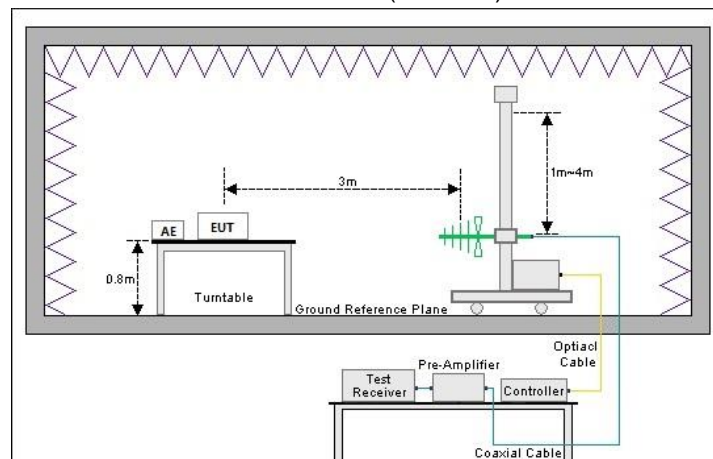 3m
1m~4m
AE
EUT
0.8m
Turntable
Ground Reference Plane
Optiacl
Cable
Pre-Amplifier
Test
Receiver
Controller
Coaxial Cable